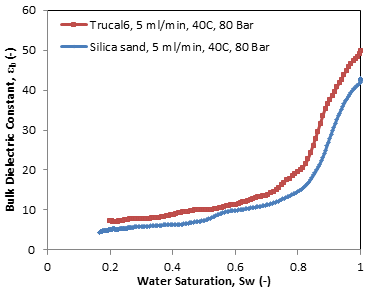 Trucal6, 5 ml/min, 40C, 80 Bar
Silica sand, 5 ml/min, 40C, 80 Bar
Bulk Dielectric Constant, εb (-)
60
50
40
30
20
10
0
0 0.2 0.4 0.6 0.8 1
Water Saturation, Sw (-)